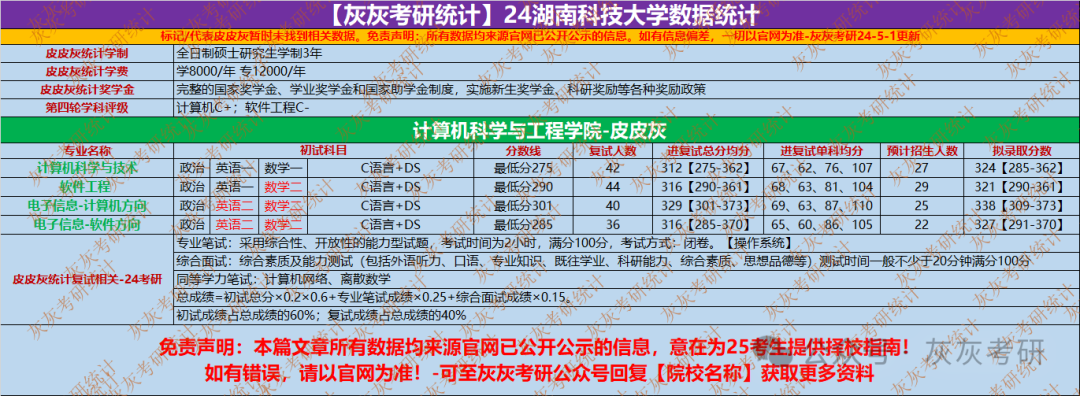 【灰灰考研统计】24湖南科技大学数据统计
标记/代表皮皮灰暂时未找到相关数据。免责声明：所有数据均来源官网已公开公示的信息。如有信息偏差，一切以官网为准-灰灰考研24-5-1更新
皮皮灰统计学制 全日制硕士研究生学制3年
皮皮灰统计学费 学8000/年 专12000/年
皮皮灰统计奖学金 完整的国家奖学金、学业奖学金和国家助学金制度，实施新生奖学金、科研奖励等各种奖励政策
第四轮学科评级 计算机C+；软件工程C-
计算机科学与工程学院-皮皮灰
专业名称 初试科目 分数线 复试人数 进复试总分均分 进复试单科均分 预计招生人数 拟录取分数
计算机科学与技术 政治 英语一 数学一 C语言+DS 最低分275 42 312【275-362】 67、62、76、107 27 324【285-362】
软件工程 政治 英语一 数学二 C语言+DS 最低分290 44 316【290-361】 68、63、81、104 29 321【290-361】
电子信息-计算机方向 政治 英语二 数学二 C语言+DS 最低分301 40 329【301-373】 69、63、87、110 25 338【309-373】
电子信息-软件方向 政治 英语二 数学二 C语言+DS 最低分285 36 316【285-370】 65、60、86、105 22 327【291-370】
皮皮灰统计复试相关-24考研
专业笔试：采用综合性、开放性的能力型试题，考试时间为2小时，满分100分，考试方式：闭卷。【操作系统】
综合面试：综合素质及能力测试（包括外语听力、口语、专业知识、既往学业、科研能力、综合素质、思想品德等）测试时间一般不少于20分钟满分100分
同等学力笔试：计算机网络、离散数学
总成绩=初试总分×0.2×0.6+专业笔试成绩×0.25+综合面试成绩×0.15。
初试成绩占总成绩的60%；复试成绩占总成绩的40%
免责声明：本篇文章所有数据均来源官网已公开公示的信息，意在为25考生提供择校指南！
如有错误，请以官网为准！-可至灰灰考研公众号回复【院校名称】获取更多资料
公众号 灰灰考研
灰灰考研统计